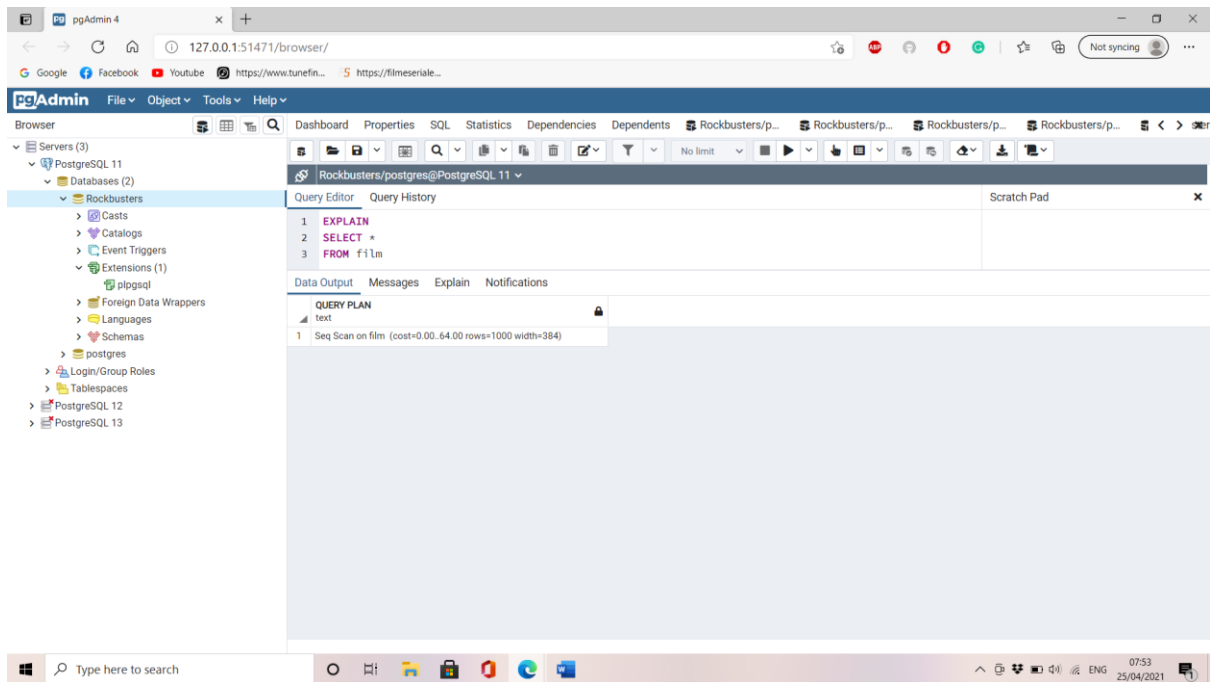 pgAdmin 4
127.0.0.1:51471/browser/
Not syncing
Google Facebook Youtube https://www.tunefin... https://filmeseriale...
pgAdmin File Object Tools Help
Browser
Dashboard Properties SQL Statistics Dependencies Dependents Rockbusters/p... Rockbusters/p... Rockbusters/p... Rockbusters/p...
Servers (3)
PostgreSQL 11
Databases (2)
Rockbusters
Casts
Catalogs
Event Triggers
Extensions (1)
plpgsql
Foreign Data Wrappers
Languages
Schemas
postgres
Login/Group Roles
Tablespaces
PostgreSQL 12
PostgreSQL 13
No limit
Rockbusters/postgres@PostgreSQL 11
Query Editor Query History
Scratch Pad
1 EXPLAIN
2 SELECT *
3 FROM film
Data Output Messages Explain Notifications
QUERY PLAN
text
1 Seq Scan on film (cost=0.00..64.00 rows=1000 width=384)
Type here to search
ENG
07:53
25/04/2021